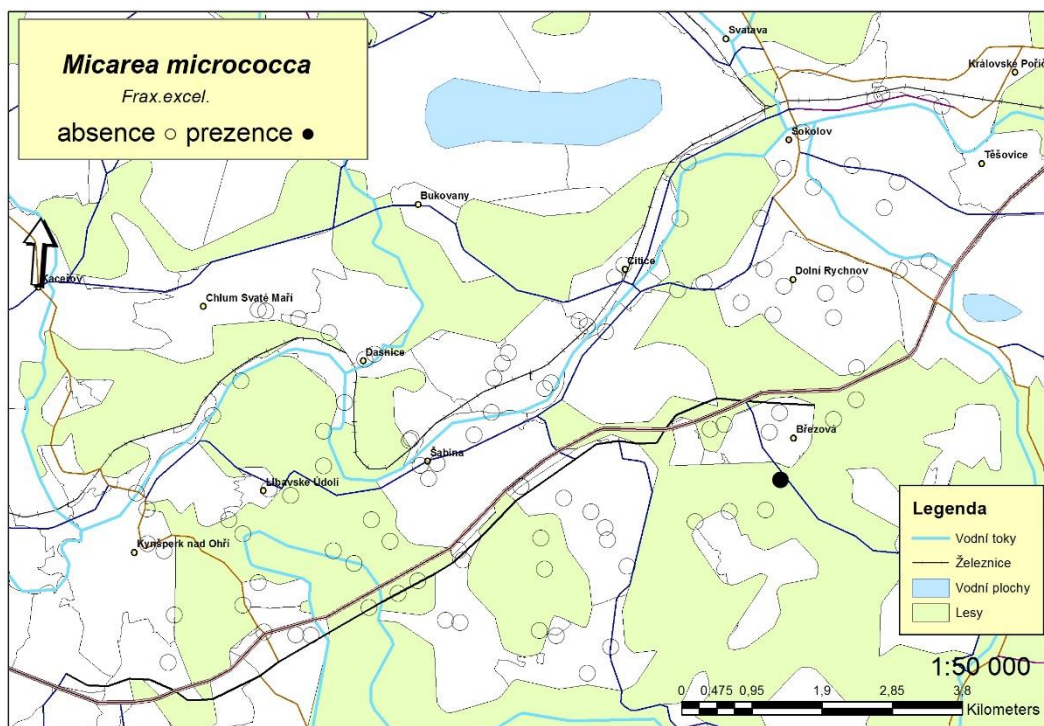 Micarea micrococca
Frax.excel.
absence ○ prezence ●
Svatava
Královské Poříč
Sokolov
Těšovice
Bukovany
Citice
Dolní Rychnov
Kaceřov
Chlum Svaté Maří
Dasnice
Březová
Šabina
Libavské Údolí
Kynšperk nad Ohří
Legenda
Vodní toky
Železnice
Vodní plochy
Lesy
1:50 000
0 0,475 0,95 1,9 2,85 3,8
Kilometers